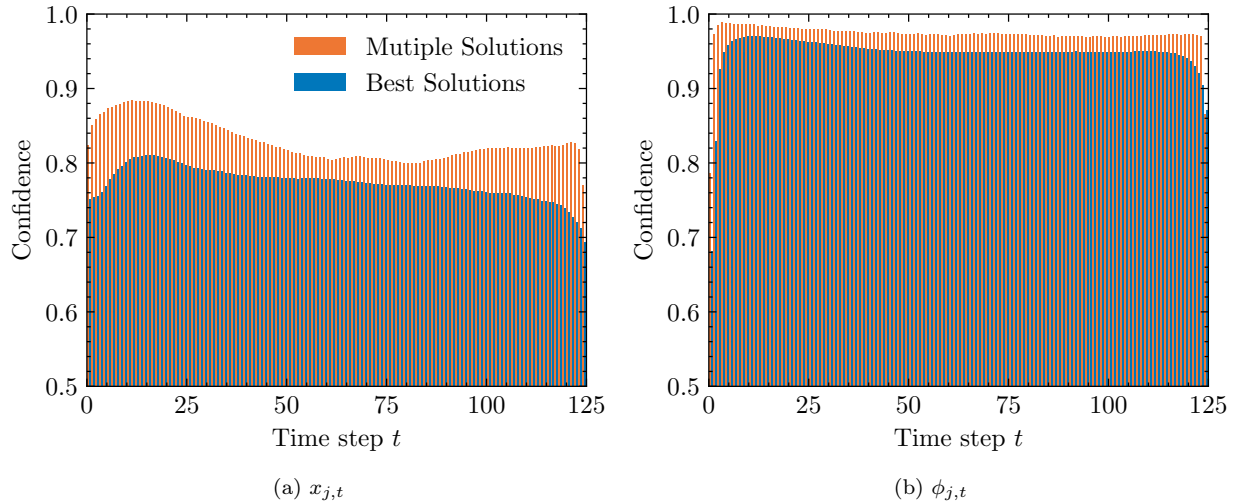 1.0
0.9
0.8
0.7
0.6
0.5
Confidence
Mutiple Solutions
Best Solutions
0 25 50 75 100 125
Time step t
(a) x_{j,t}
1.0
0.9
0.8
0.7
0.6
0.5
Confidence
0 25 50 75 100 125
Time step t
(b) ϕ_{j,t}